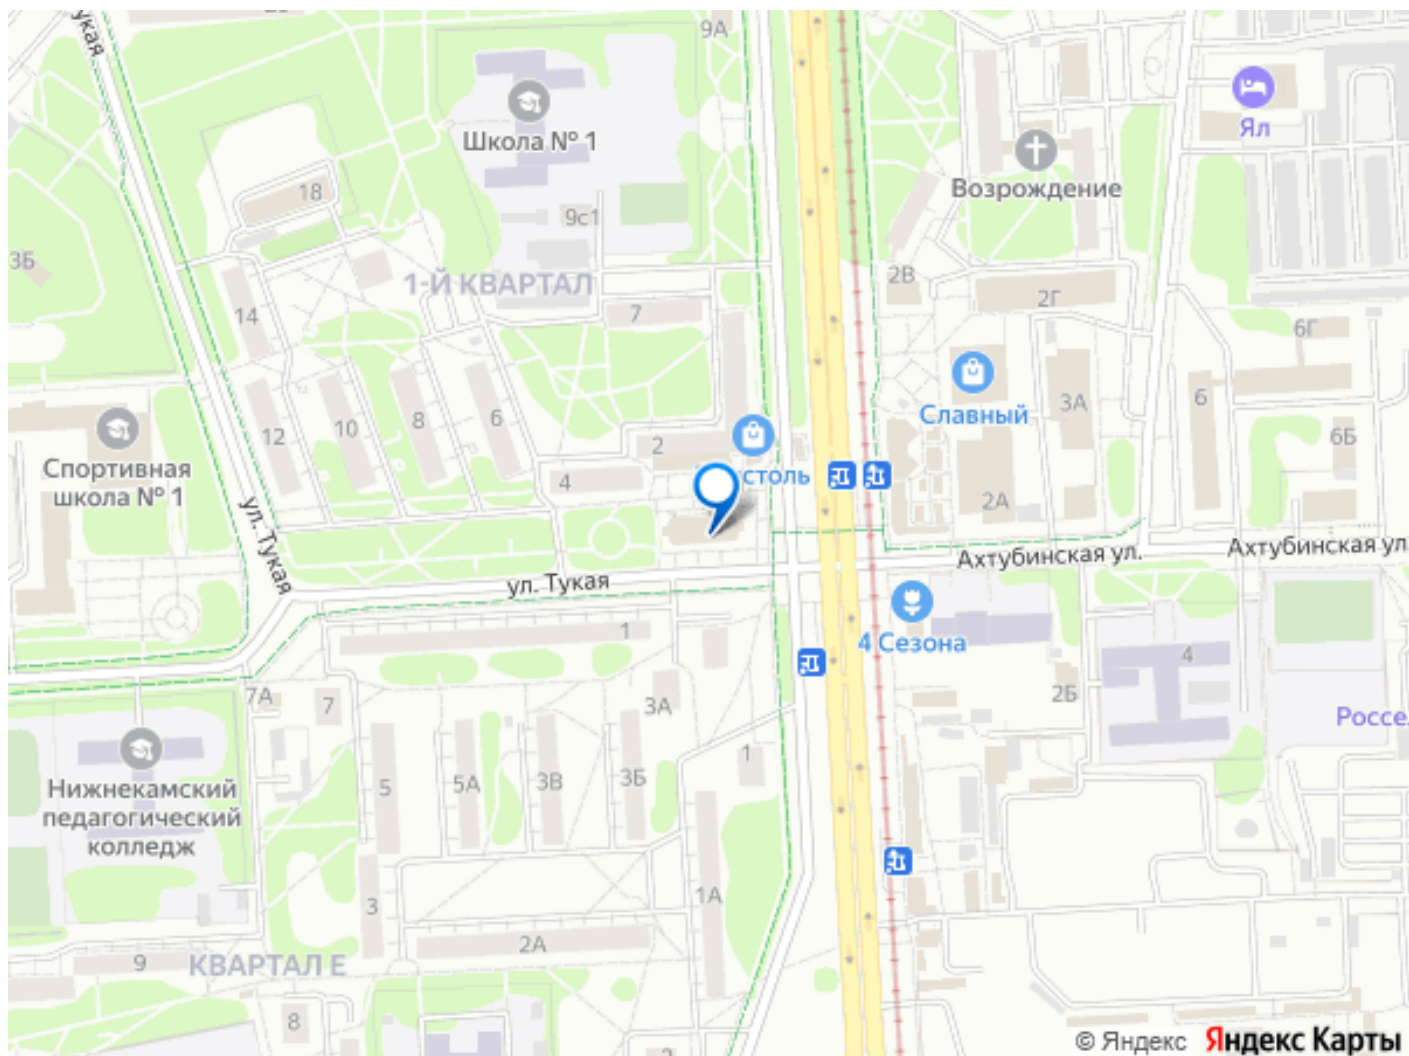 9А
Школа № 1
Ял
Возрождение
18
9с1
3Б
1-Й КВАРТАЛ
2В
2Г
14
7
6Г
Славный
3А
6
12
10
8
6
2
6Б
Спортивная
школа № 1
столь
4
2А
ул. Тукая
Ахтубинская ул.
Ахтубинская ул
ул. Тукая
1
4 Сезона
4
7А
7
3А
2Б
Россе
1
Нижнекамский
педагогический
колледж
5
5А
3В
3Б
3
1А
2А
9
КВАРТАЛ Е
8
© Яндекс Яндекс Карты